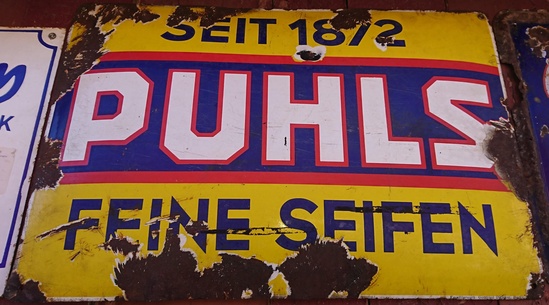 SEIT 1872
PUHLS
FEINE SEIFEN